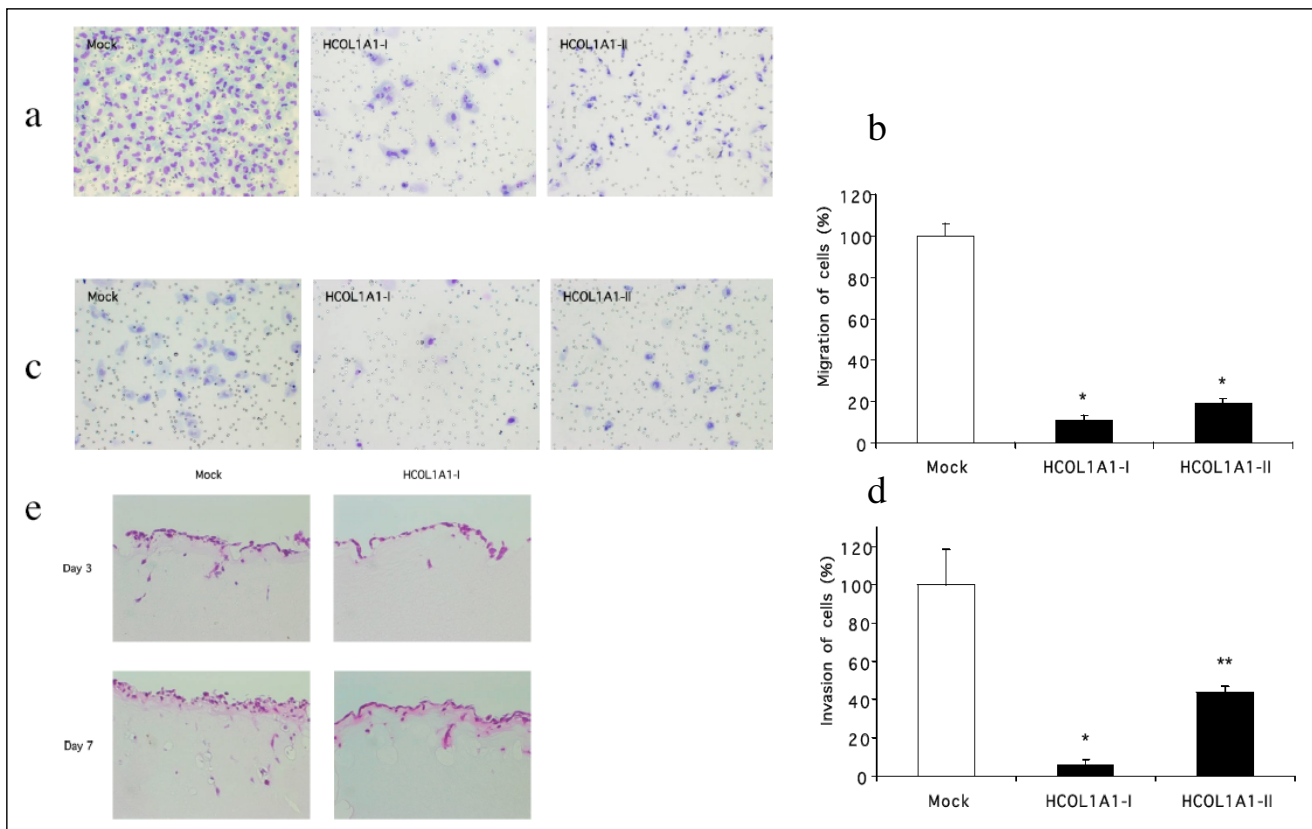 a
Mock
HCOL1A1-I
HCOL1A1-II
b
Migration of cells (%)
120
100
80
60
40
20
0
*
*
Mock
HCOL1A1-I
HCOL1A1-II
c
Mock
HCOL1A1-I
HCOL1A1-II
d
Invasion of cells (%)
120
100
80
60
40
20
0
*
**
Mock
HCOL1A1-I
HCOL1A1-II
e
Mock
HCOL1A1-I
Day 3
Day 7